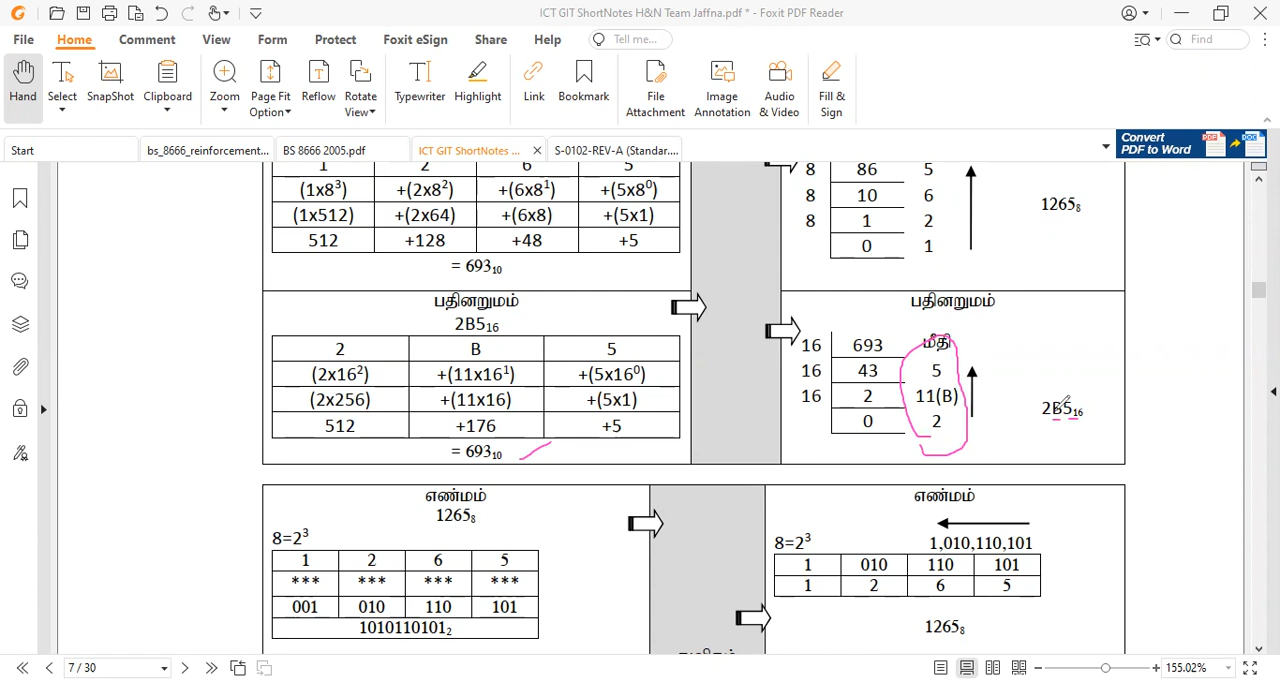 ICT GIT ShortNotes H&N Team Jaffna.pdf * - Foxit PDF Reader
File Home Comment View Form Protect Foxit eSign Share Help Tell me... Find
Hand Select SnapShot Clipboard Zoom Page Fit Option Reflow Rotate View Typewriter Highlight Link Bookmark File Attachment Image Annotation Audio & Video Fill & Sign
Start bs_8666_reinforcement... BS 8666 2005.pdf ICT GIT ShortNotes ... S-0102-REV-A (Standar.... Convert PDF to Word PDF DOC
1 2 6 5
(1x8³) +(2x8²) +(6x8¹) +(5x8⁰)
(1x512) +(2x64) +(6x8) +(5x1)
512 +128 +48 +5
= 693₁₀
8 86 5
8 10 6
8 1 2
0 1
1265₈
பதினறுமம்
2B5₁₆
2 B 5
(2x16²) +(11x16¹) +(5x16⁰)
(2x256) +(11x16) +(5x1)
512 +176 +5
= 693₁₀
பதினறுமம்
மீதி
16 693
16 43 5
16 2 11(B)
0 2
2B5₁₆
எண்மம்
1265₈
8=2³
1 2 6 5
*** *** *** ***
001 010 110 101
1010110101₂
எண்மம்
8=2³ 1,010,110,101
1 010 110 101
1 2 6 5
1265₈
7 / 30 155.02%